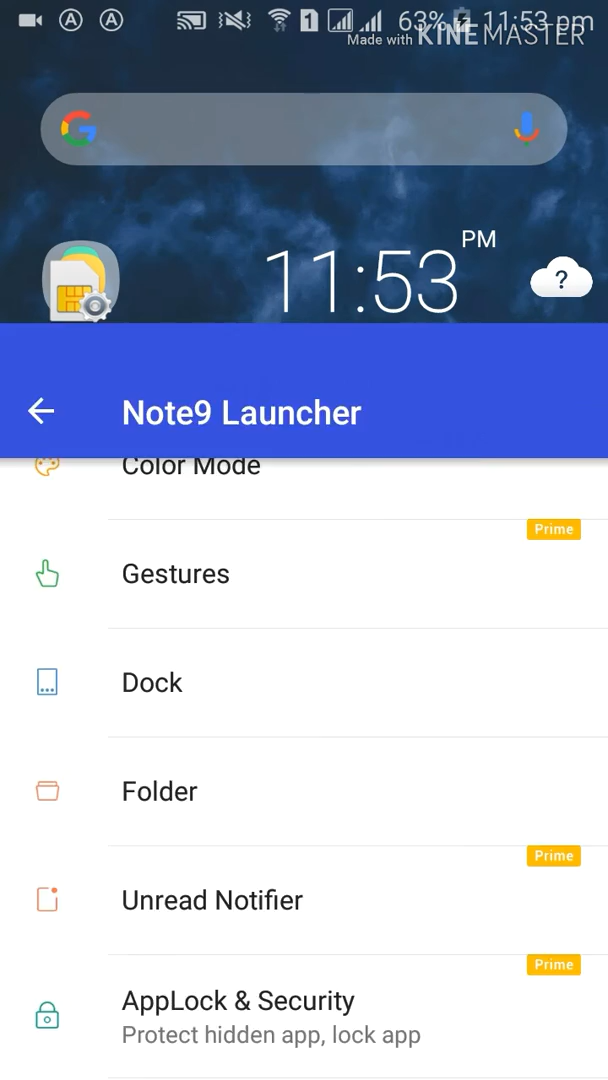 1 63% 11:53 pm
Made with KINEMASTER
G
PM
11:53
?
Note9 Launcher
Color Mode
Prime
Gestures
Dock
Folder
Prime
Unread Notifier
Prime
AppLock & Security
Protect hidden app, lock app